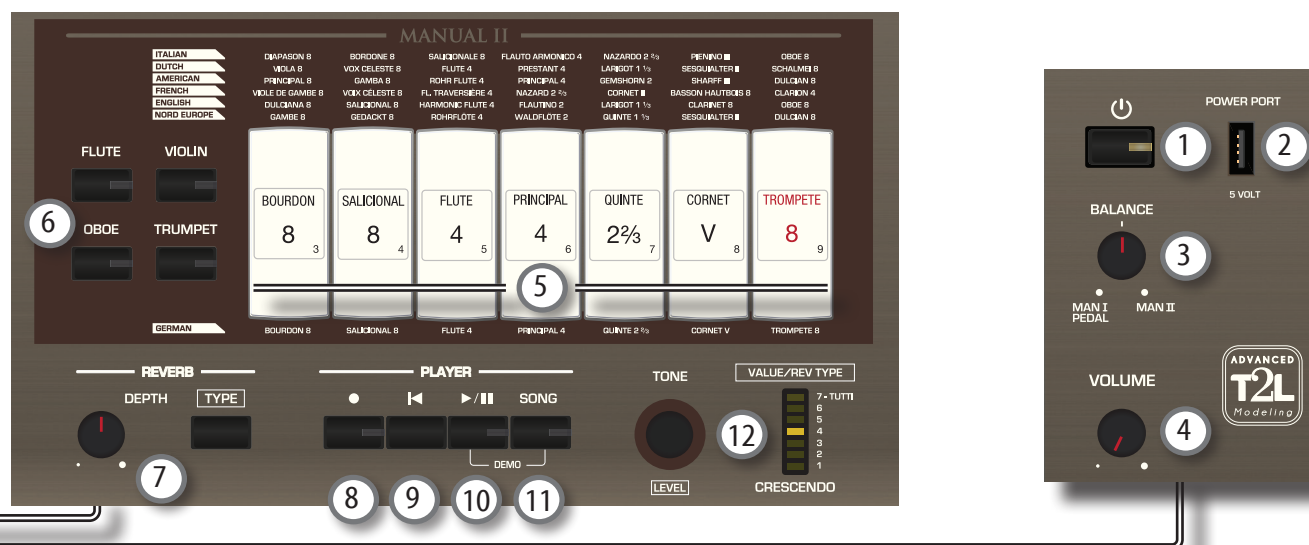 MANUAL II
ITALIAN DIAPASON 8 BORDONE 8 SALICIONALE 8 FLAUTO ARMONICO 4 NAZARDO 2 ⅔ PIENINO III OBOE 8
DUTCH VIOLA 8 VOX CELESTE 8 FLUTE 4 PRESTANT 4 LARIGOT 1 ⅓ SESQUIALTER II SCHALMEI 8
AMERICAN PRINCIPAL 8 GAMBA 8 ROHR FLUTE 4 PRINCIPAL 4 GEMSHORN 2 SHARFF III DULCIAN 8
FRENCH VIOLE DE GAMBE 8 VOIX CÉLESTE 8 FL. TRAVERSIÈRE 4 NAZARD 2 ⅔ CORNET II BASSON HAUTBOIS 8 CLARION 4
ENGLISH DULCIANA 8 SALICIONAL 8 HARMONIC FLUTE 4 FLAUTINO 2 LARIGOT 1 ⅓ CLARINET 8 OBOE 8
NORD EUROPE GAMBE 8 GEDACKT 8 ROHRFLÖTE 4 WALDFLÖTE 2 QUINTE 1 ⅓ SESQUIALTER II DULCIAN 8
FLUTE VIOLIN
6
OBOE TRUMPET
BOURDON SALICIONAL FLUTE PRINCIPAL QUINTE CORNET TROMPETE
8 8 4 4 2⅔ V 8
3 4 5 6 7 8 9
5
GERMAN BOURDON 8 SALICIONAL 8 FLUTE 4 PRINCIPAL 4 QUINTE 2 ⅔ CORNET V TROMPETE 8
REVERB
DEPTH TYPE
7
PLAYER
SONG
DEMO
8 9 10 11
TONE
LEVEL
12
VALUE/REV TYPE
7 - TUTTI
6
5
4
3
2
1
CRESCENDO
1
POWER PORT
2
5 VOLT
BALANCE
3
MAN I
PEDAL
MAN II
VOLUME
4
ADVANCED
T2L
Modeling